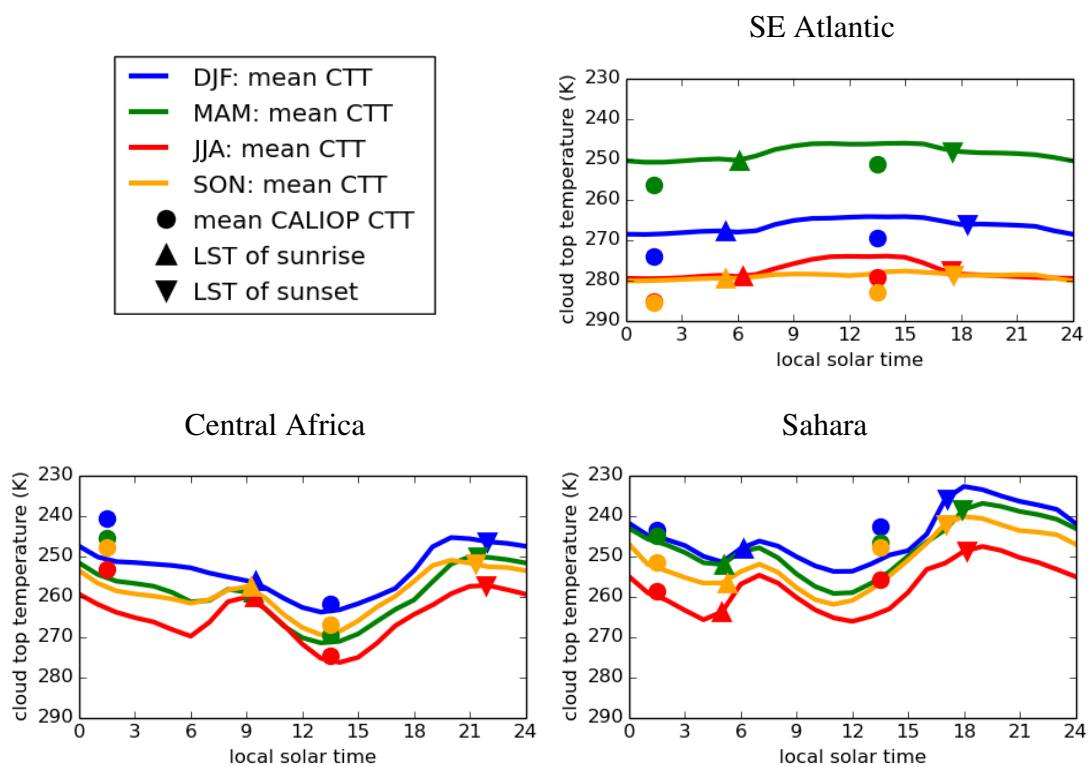 SE Atlantic
DJF: mean CTT
MAM: mean CTT
JJA: mean CTT
SON: mean CTT
mean CALIOP CTT
LST of sunrise
LST of sunset
cloud top temperature (K)
230
240
250
260
270
280
290
0 3 6 9 12 15 18 21 24
local solar time
Central Africa
cloud top temperature (K)
230
240
250
260
270
280
290
0 3 6 9 12 15 18 21 24
local solar time
Sahara
cloud top temperature (K)
230
240
250
260
270
280
290
0 3 6 9 12 15 18 21 24
local solar time